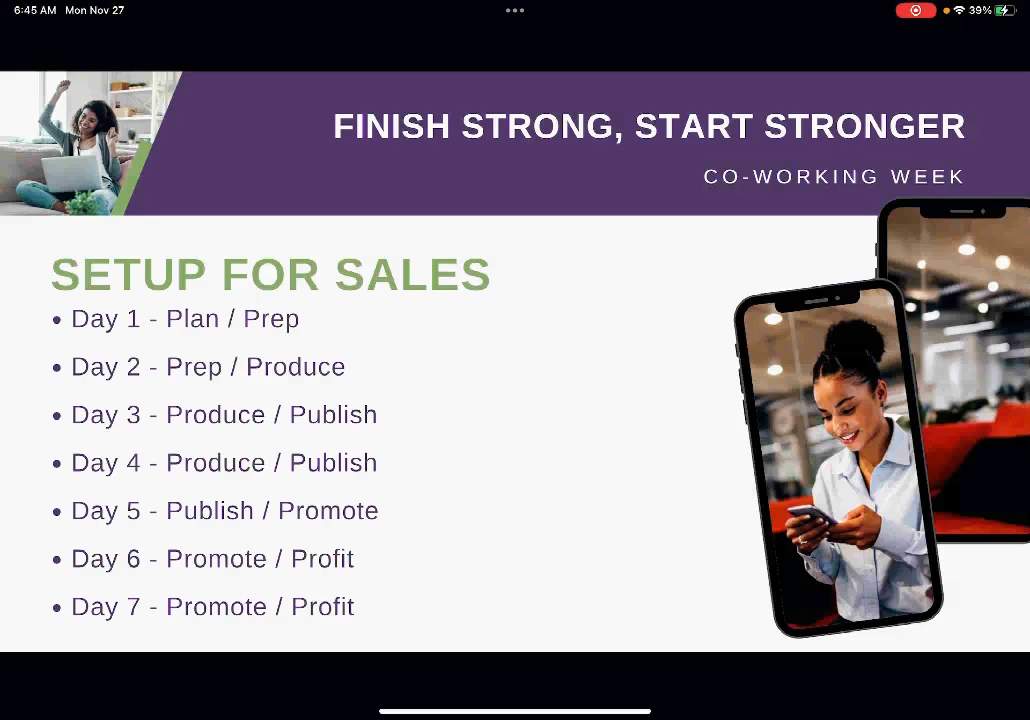 6:45 AM Mon Nov 27
39%
FINISH STRONG, START STRONGER
CO-WORKING WEEK
SETUP FOR SALES
• Day 1 - Plan / Prep
• Day 2 - Prep / Produce
• Day 3 - Produce / Publish
• Day 4 - Produce / Publish
• Day 5 - Publish / Promote
• Day 6 - Promote / Profit
• Day 7 - Promote / Profit